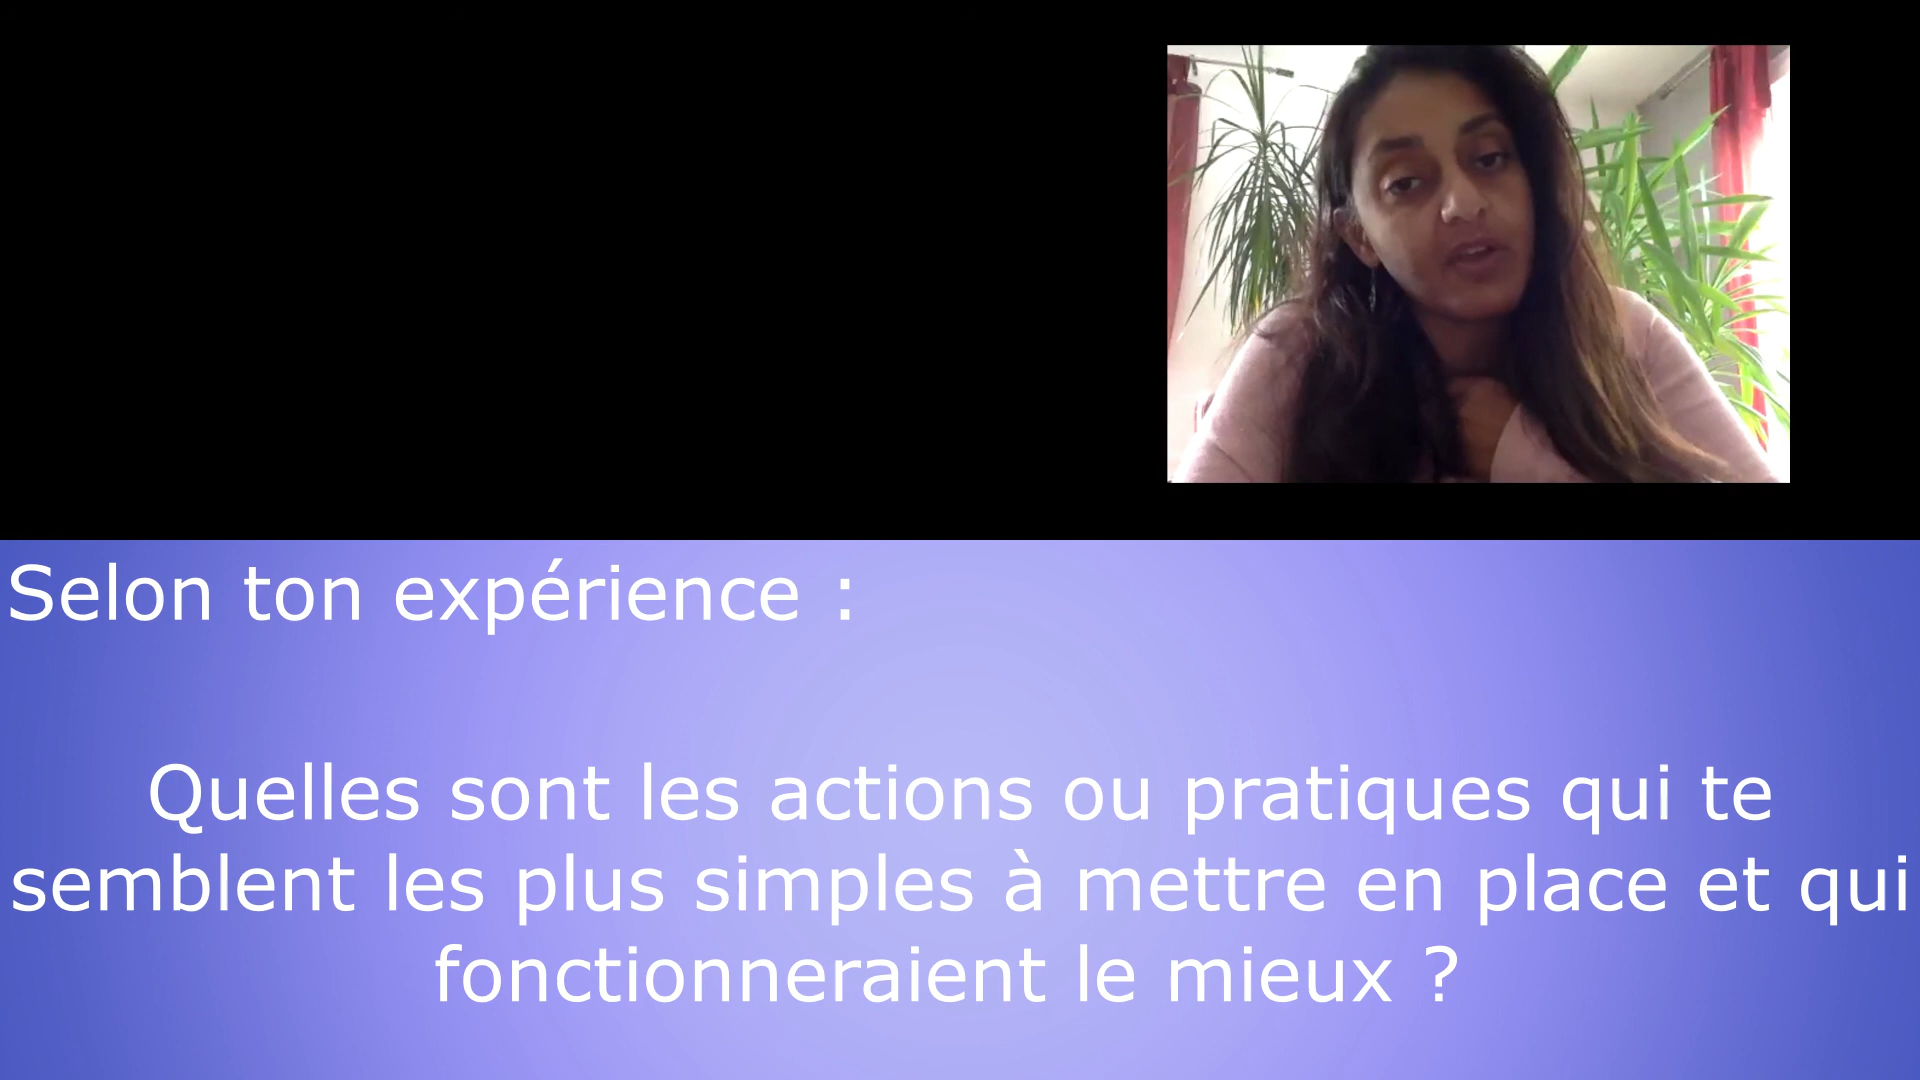 Selon ton expérience :
Quelles sont les actions ou pratiques qui te
semblent les plus simples à mettre en place et qui
fonctionneraient le mieux ?